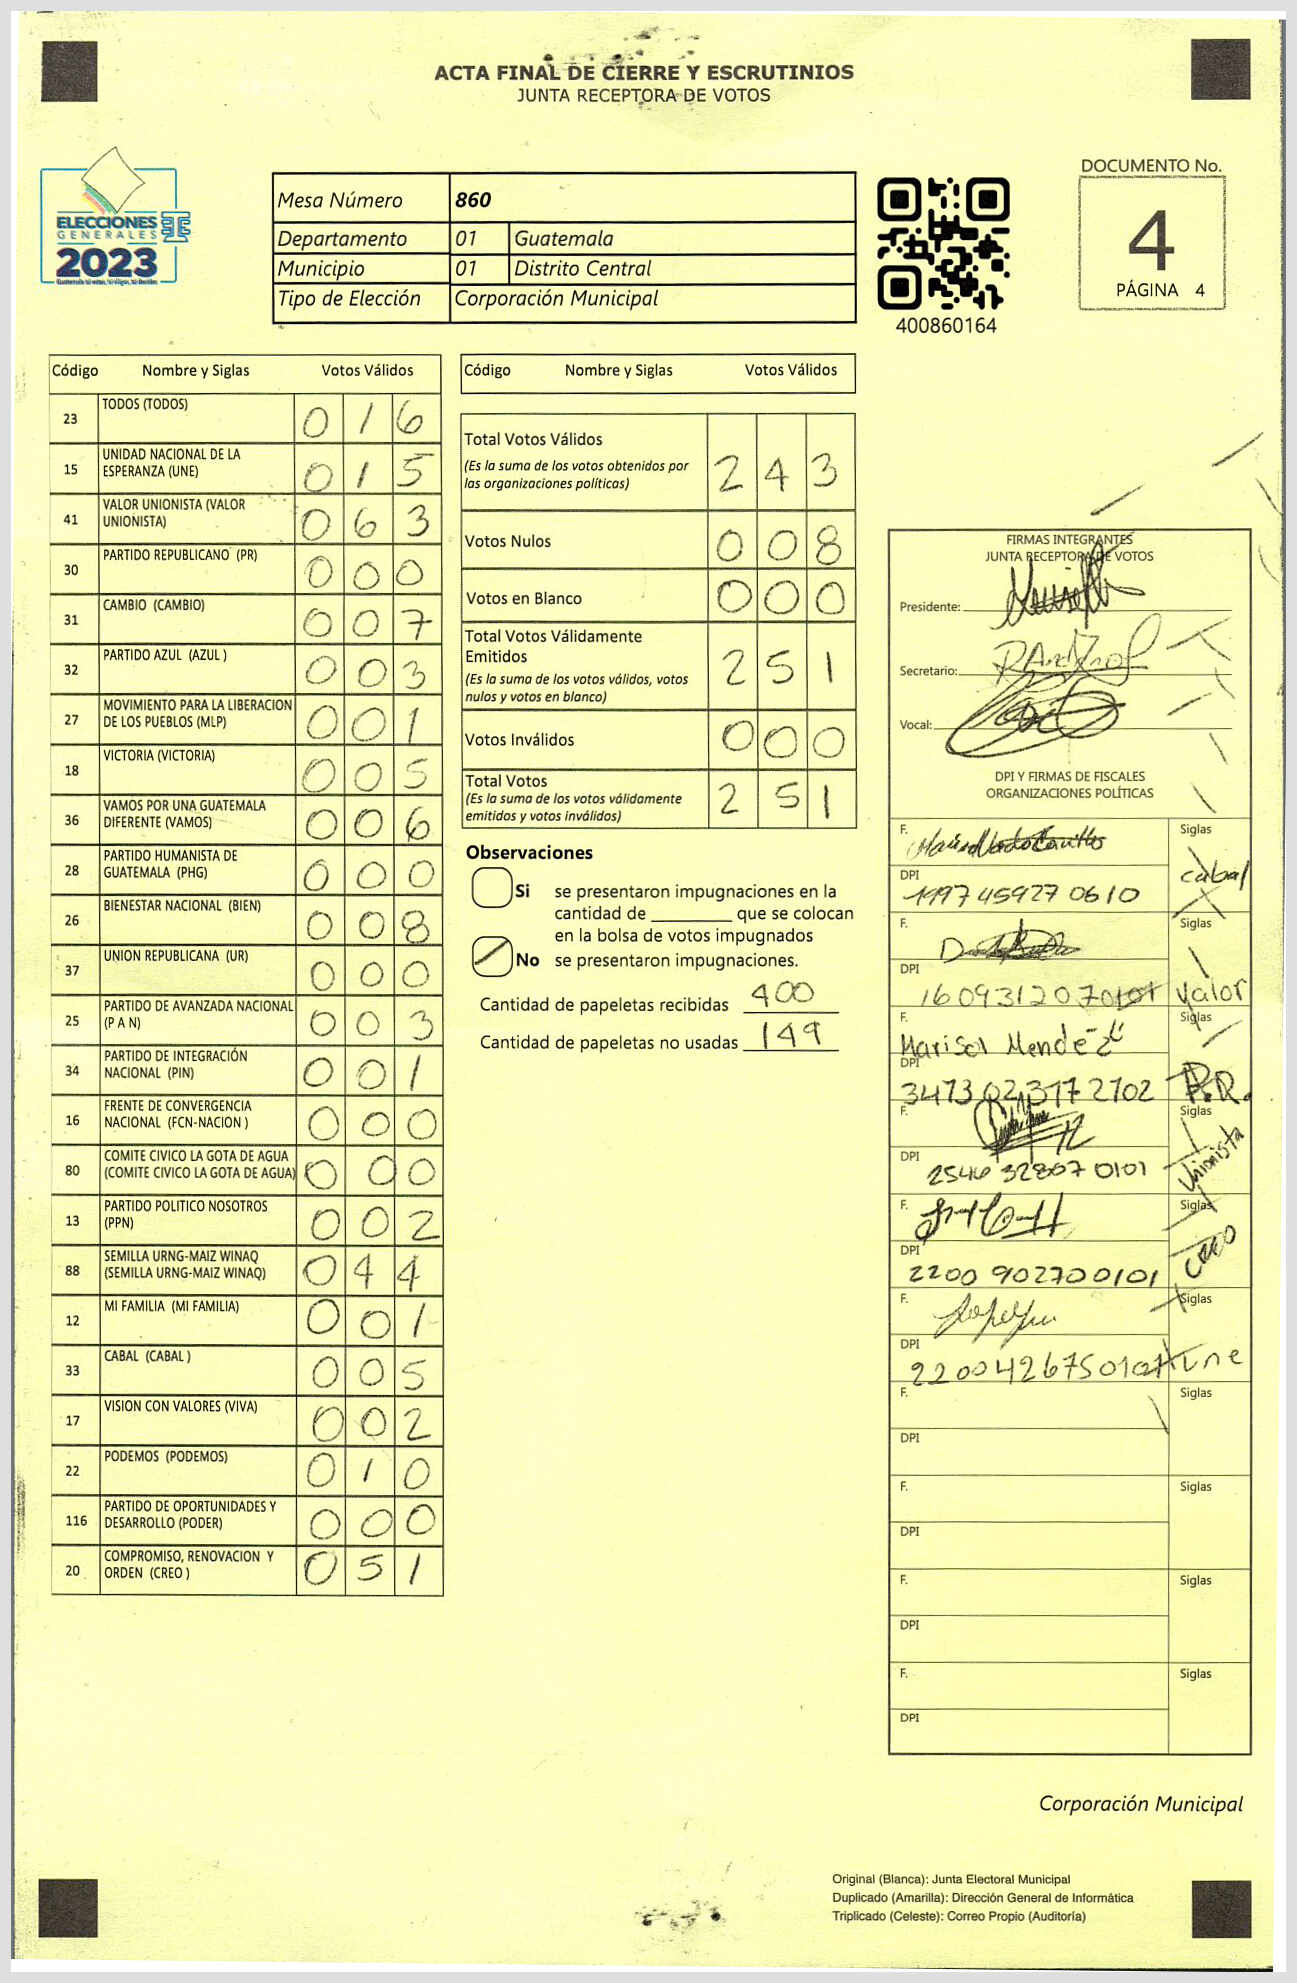 ACTA FINAL DE CIERRE Y ESCRUTINIOS
JUNTA RECEPTORA DE VOTOS
ELECCIONES
GENERALES
2023
Mesa Número 860
Departamento 01 Guatemala
Municipio 01 Distrito Central
Tipo de Elección Corporación Municipal
400860164
DOCUMENTO No.
4
PÁGINA 4
Código Nombre y Siglas Votos Válidos
23 TODOS (TODOS) 0 1 6
15 UNIDAD NACIONAL DE LA
ESPERANZA (UNE) 0 1 5
41 VALOR UNIONISTA (VALOR
UNIONISTA) 0 6 3
30 PARTIDO REPUBLICANO (PR) 0 0 0
31 CAMBIO (CAMBIO) 0 0 7
32 PARTIDO AZUL (AZUL ) 0 0 3
27 MOVIMIENTO PARA LA LIBERACION
DE LOS PUEBLOS (MLP) 0 0 1
18 VICTORIA (VICTORIA) 0 0 5
36 VAMOS POR UNA GUATEMALA
DIFERENTE (VAMOS) 0 0 6
28 PARTIDO HUMANISTA DE
GUATEMALA (PHG) 0 0 0
26 BIENESTAR NACIONAL (BIEN) 0 0 8
37 UNION REPUBLICANA (UR) 0 0 0
25 PARTIDO DE AVANZADA NACIONAL
(P A N) 0 0 3
34 PARTIDO DE INTEGRACIÓN
NACIONAL (PIN) 0 0 1
16 FRENTE DE CONVERGENCIA
NACIONAL (FCN-NACION ) 0 0 0
80 COMITE CIVICO LA GOTA DE AGUA
(COMITE CIVICO LA GOTA DE AGUA) 0 0 0
13 PARTIDO POLITICO NOSOTROS
(PPN) 0 0 2
88 SEMILLA URNG-MAIZ WINAQ
(SEMILLA URNG-MAIZ WINAQ) 0 4 4
12 MI FAMILIA (MI FAMILIA) 0 0 1
33 CABAL (CABAL ) 0 0 5
17 VISION CON VALORES (VIVA) 0 0 2
22 PODEMOS (PODEMOS) 0 1 0
116 PARTIDO DE OPORTUNIDADES Y
DESARROLLO (PODER) 0 0 0
20 COMPROMISO, RENOVACION Y
ORDEN (CREO ) 0 5 1
Código Nombre y Siglas Votos Válidos
Total Votos Válidos
(Es la suma de los votos obtenidos por
las organizaciones políticas) 2 4 3
Votos Nulos 0 0 8
Votos en Blanco 0 0 0
Total Votos Válidamente
Emitidos 2 5 1
(Es la suma de los votos válidos, votos
nulos y votos en blanco)
Votos Inválidos 0 0 0
Total Votos
(Es la suma de los votos válidamente
emitidos y votos inválidos) 2 5 1
Observaciones
Si se presentaron impugnaciones en la
cantidad de ________ que se colocan
en la bolsa de votos impugnados
No se presentaron impugnaciones.
Cantidad de papeletas recibidas 400
Cantidad de papeletas no usadas 149
FIRMAS INTEGRANTES
JUNTA RECEPTORA DE VOTOS
Presidente:
Secretario:
Vocal:
DPI Y FIRMAS DE FISCALES
ORGANIZACIONES POLÍTICAS
F. Siglas
DPI cabal
1997 45927 0610
F. Siglas
DPI
160931207 0101 Valor
F. Siglas
Marisol Mendéz
DPI
3473 02377 2702 P.R.
F. Siglas
DPI Unionista
2546 32807 0101
F. Siglas
DPI CREO
2200 90270 0101
F. Siglas
DPI
2200426750101 Une
F. Siglas
DPI
F. Siglas
DPI
F. Siglas
DPI
F. Siglas
DPI
Corporación Municipal
Original (Blanca): Junta Electoral Municipal
Duplicado (Amarilla): Dirección General de Informática
Triplicado (Celeste): Correo Propio (Auditoría)